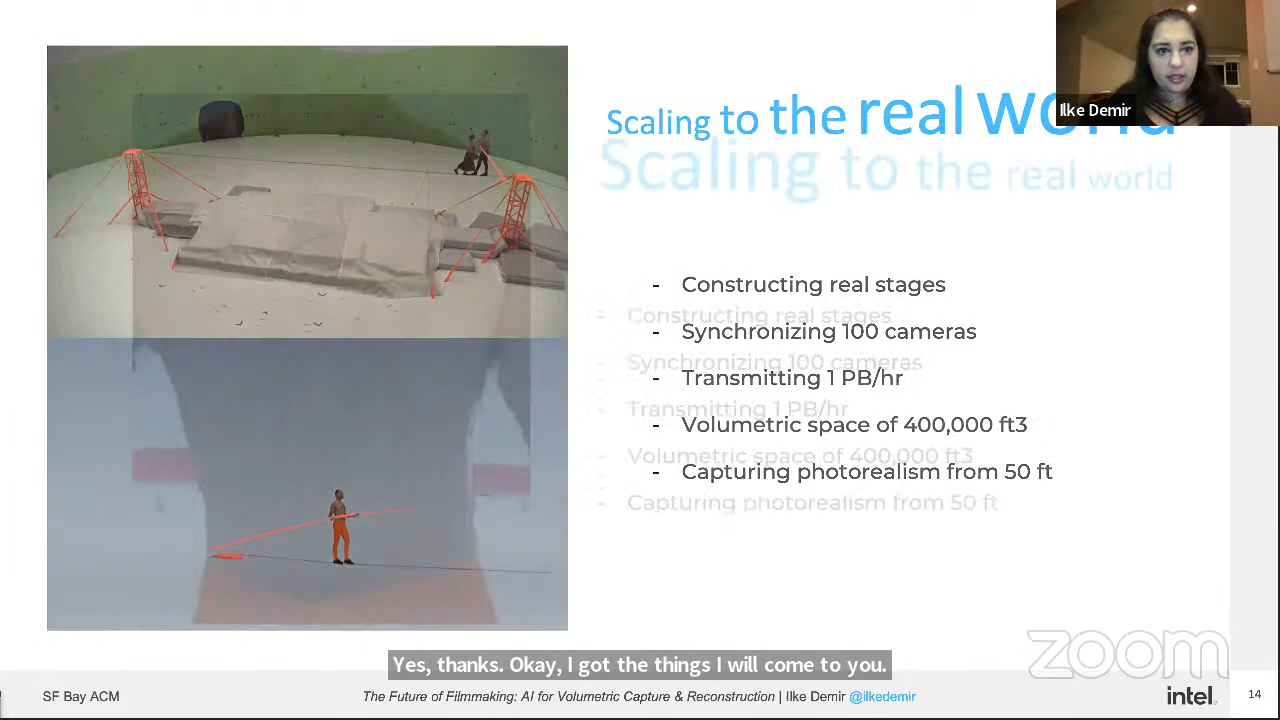 Ilke Demir
Scaling to the real world
Scaling to the real world
- Constructing real stages
- Constructing real stages
- Synchronizing 100 cameras
- Synchronizing 100 cameras
- Transmitting 1 PB/hr
- Transmitting 1 PB/hr
- Volumetric space of 400,000 ft3
- Volumetric space of 400,000 ft3
- Capturing photorealism from 50 ft
- Capturing photorealism from 50 ft
zoom
Yes, thanks. Okay, I got the things I will come to you.
SF Bay ACM
The Future of Filmmaking: AI for Volumetric Capture & Reconstruction | Ilke Demir @ilkedemir
intel.
14